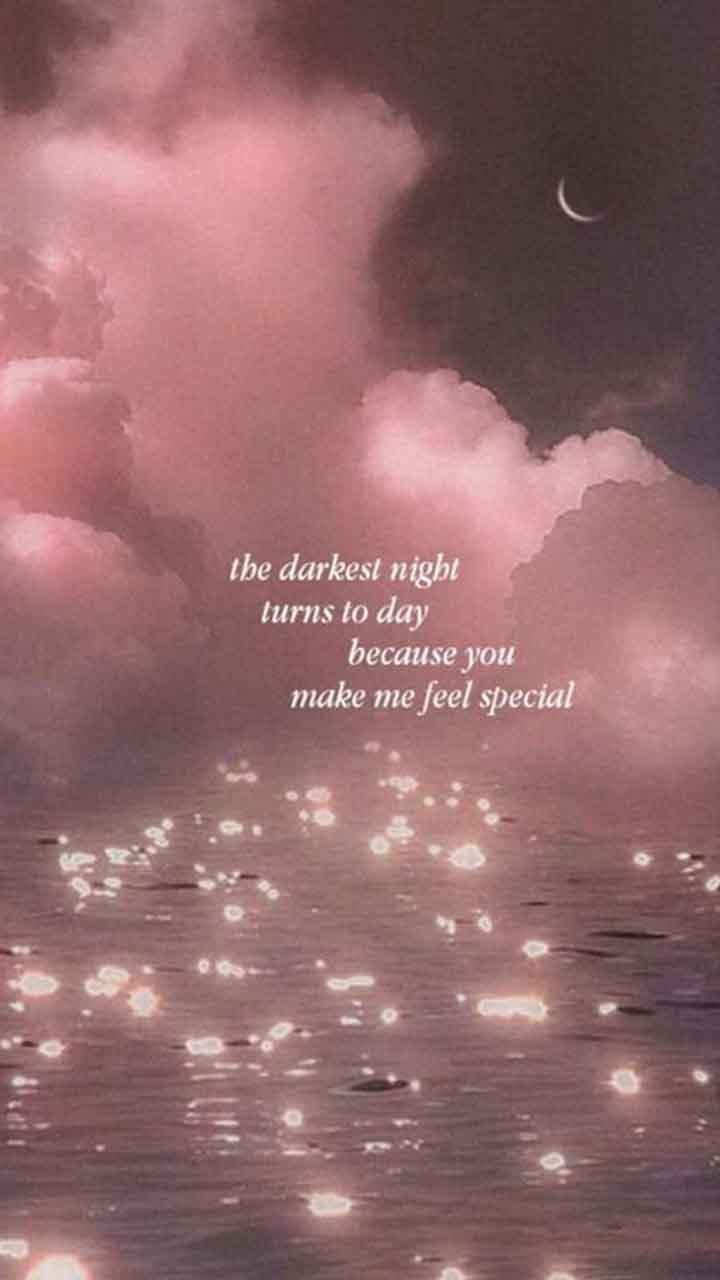 the darkest night
turns to day
because you
make me feel special